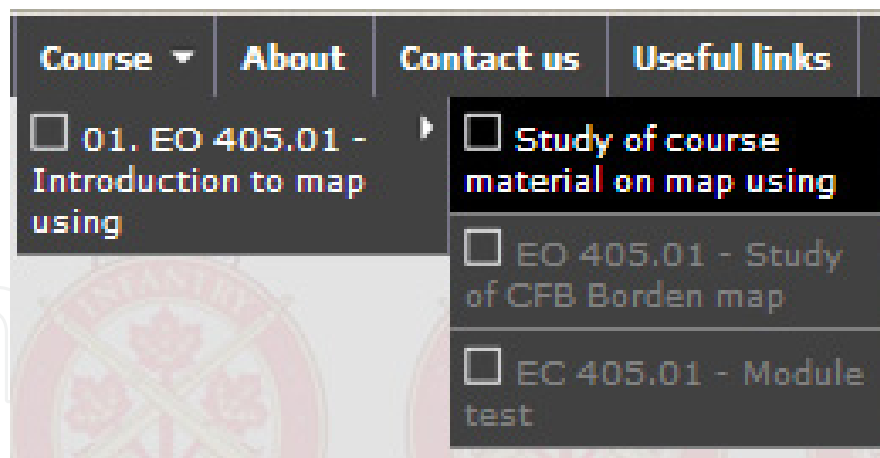 Course About Contact us Useful links
01. EO 405.01 -
Introduction to map
using
Study of course
material on map using
EO 405.01 - Study
of CFB Borden map
EC 405.01 - Module
test
INFANTRY